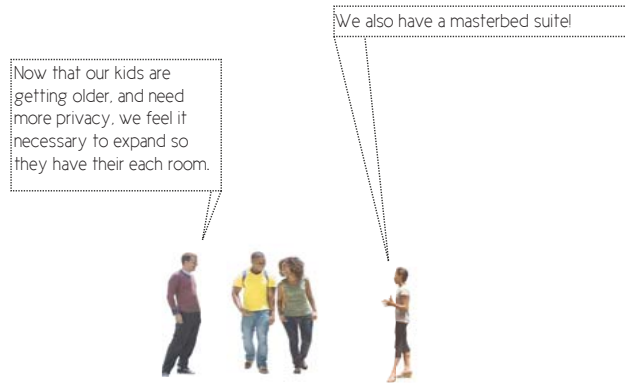 We also have a masterbed suite!
Now that our kids are
getting older, and need
more privacy, we feel it
necessary to expand so
they have their each room.